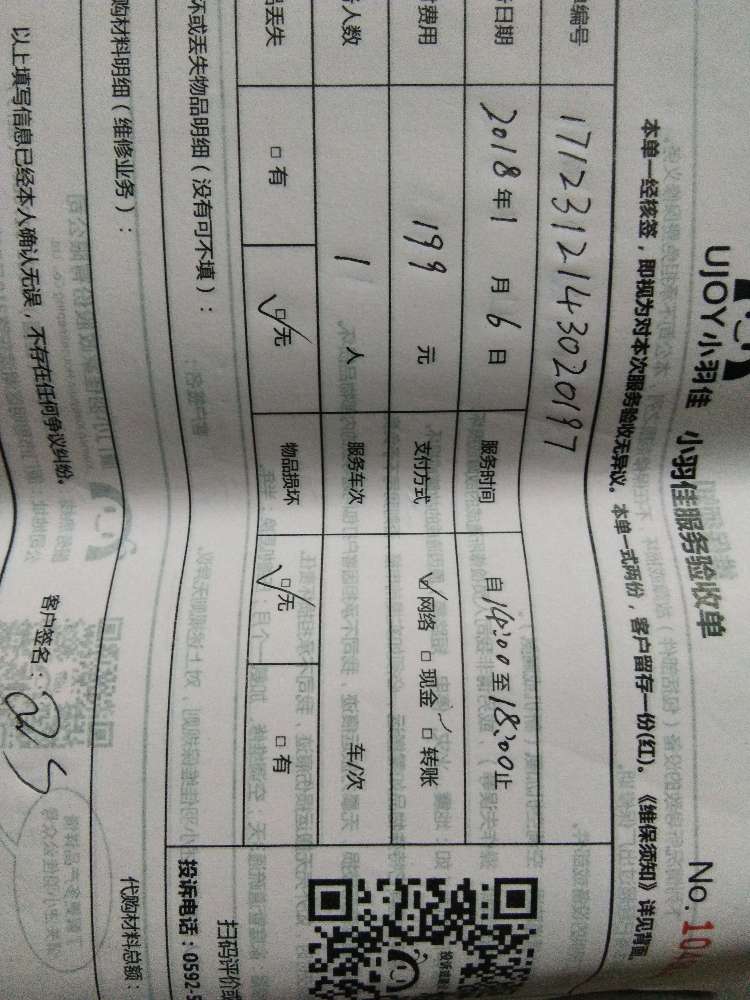 UJOY小羽佳 小羽佳服务验收单 No.10
本单一经核签，即视为对本次服务验收无异议。本单一式两份，客户留存一份(红)。《维保须知》详见背面
编号 1712312143020197
日期 2018年1月6日 服务时间 自14:00至18:00止
费用 199元 支付方式 网络 □现金 □转账
人数 1人 服务车次 车/次
丢失 □有 □无 物品损坏 □无 □有
坏或丢失物品明细（没有可不填）：
购材料明细（维修业务）：
代购材料总额：
以上填写信息已经本人确认无误，不存在任何争议纠纷。 客户签名：
扫码评价或
投诉电话：0592-5